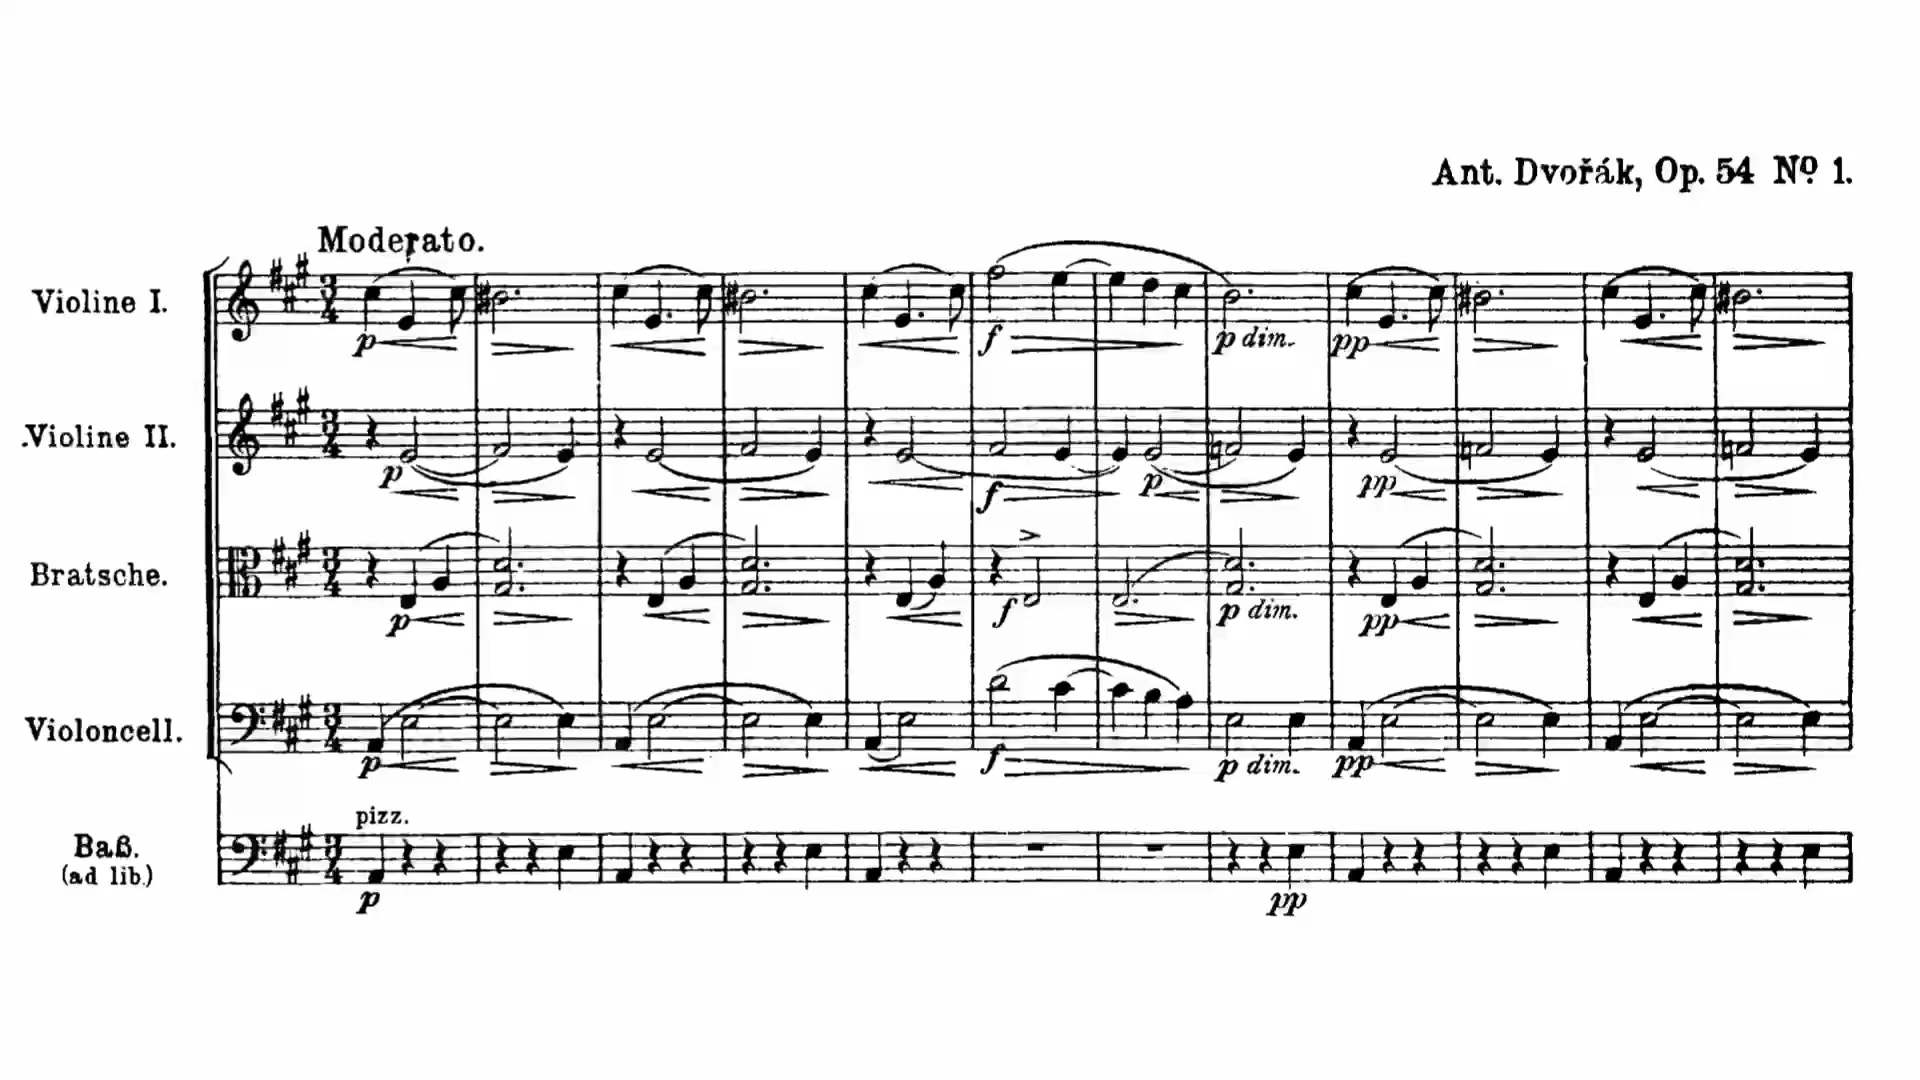 Ant. Dvořák, Op. 54 Nº 1.
Moderato.
Violine I.
p
f
p dim.
pp
Violine II.
p
f
p
pp
Bratsche.
p
f
p dim.
pp
Violoncell.
p
f
p dim.
pp
pizz.
Baß.
(ad lib.)
p
pp